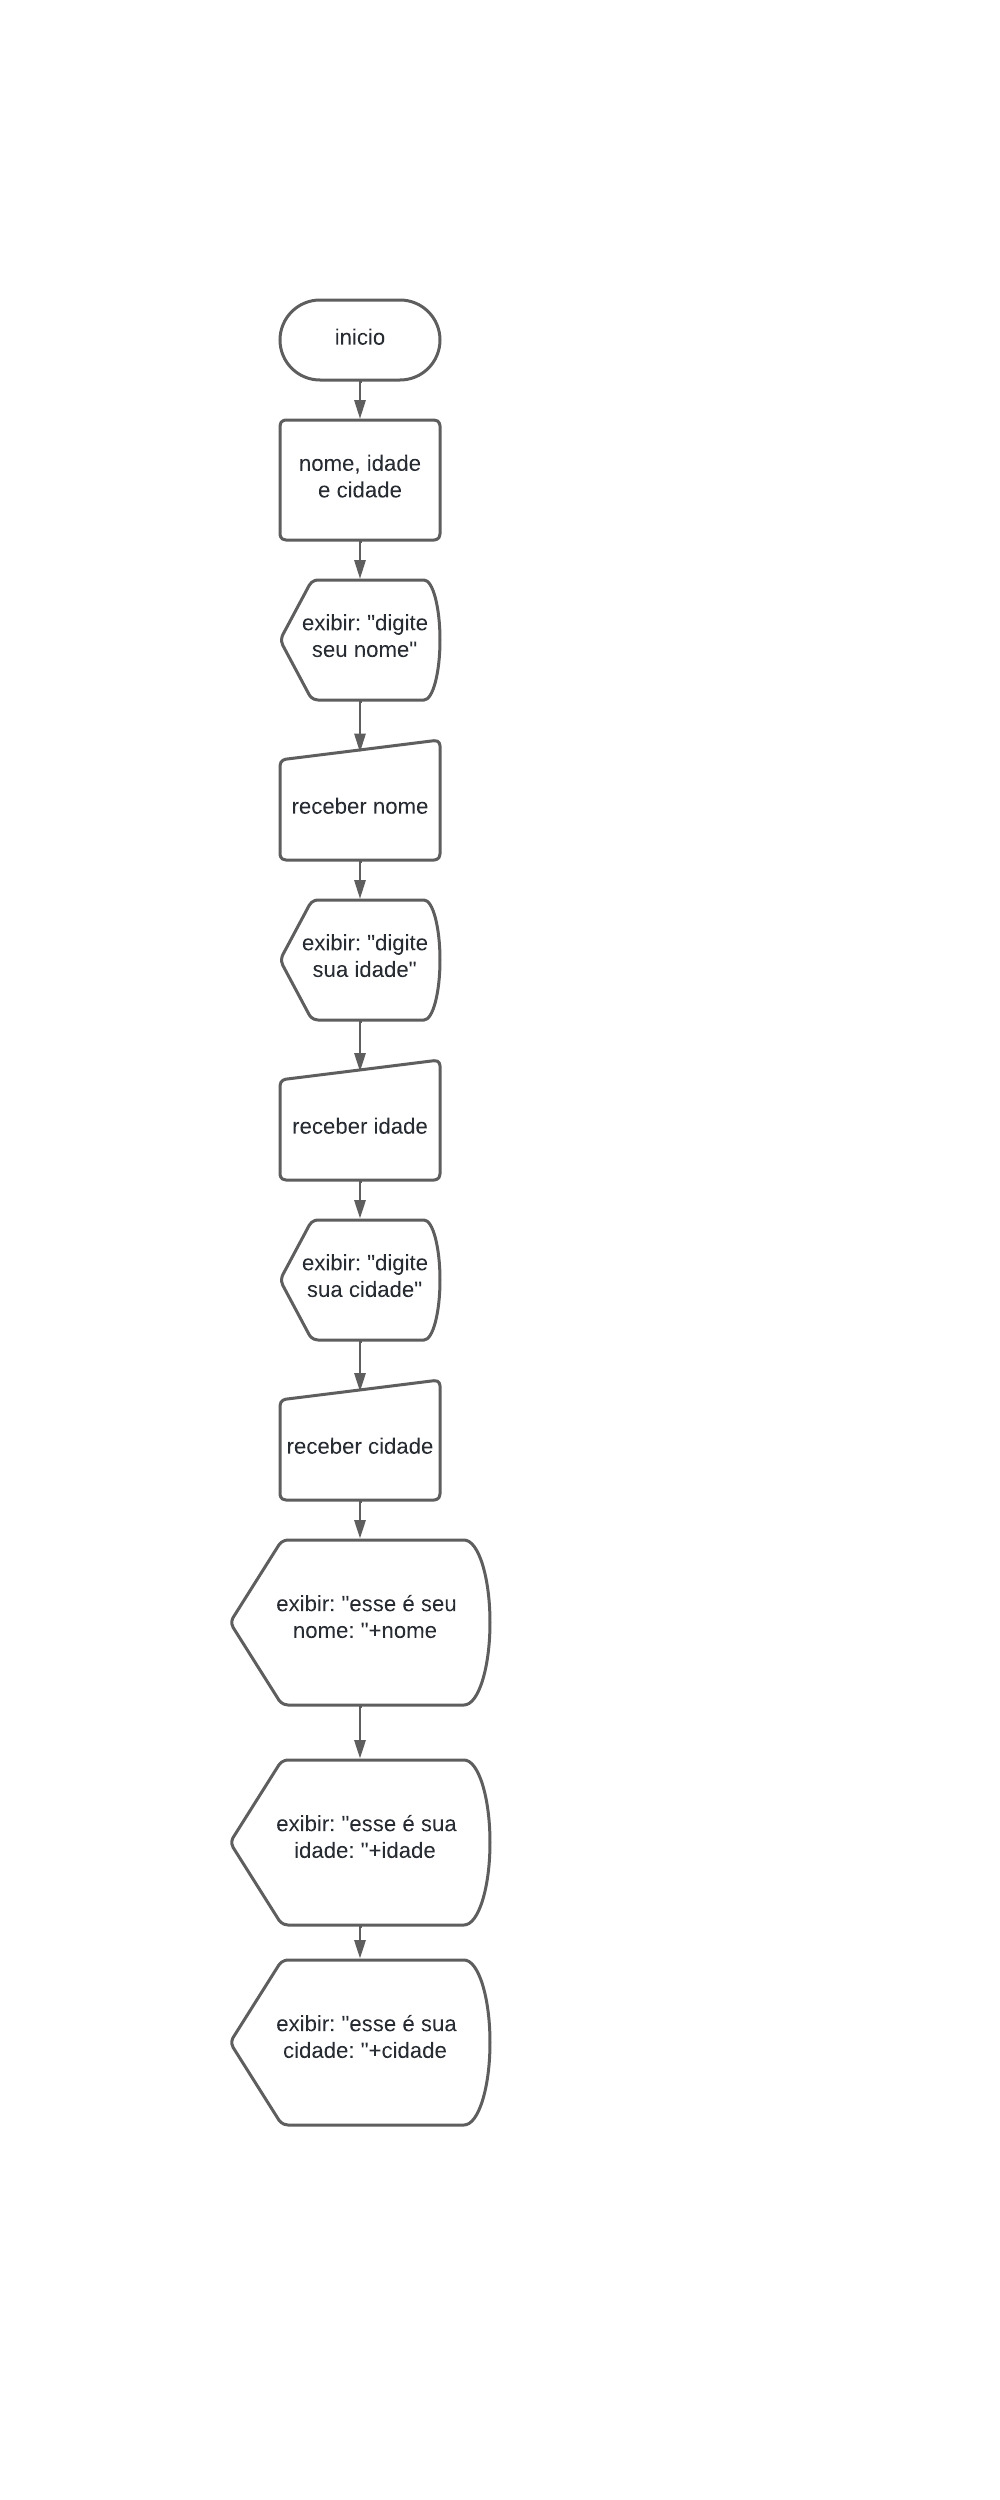 inicio
nome, idade
e cidade
exibir: "digite
seu nome"
receber nome
exibir: "digite
sua idade"
receber idade
exibir: "digite
sua cidade"
receber cidade
exibir: "esse é seu
nome: "+nome
exibir: "esse é sua
idade: "+idade
exibir: "esse é sua
cidade: "+cidade